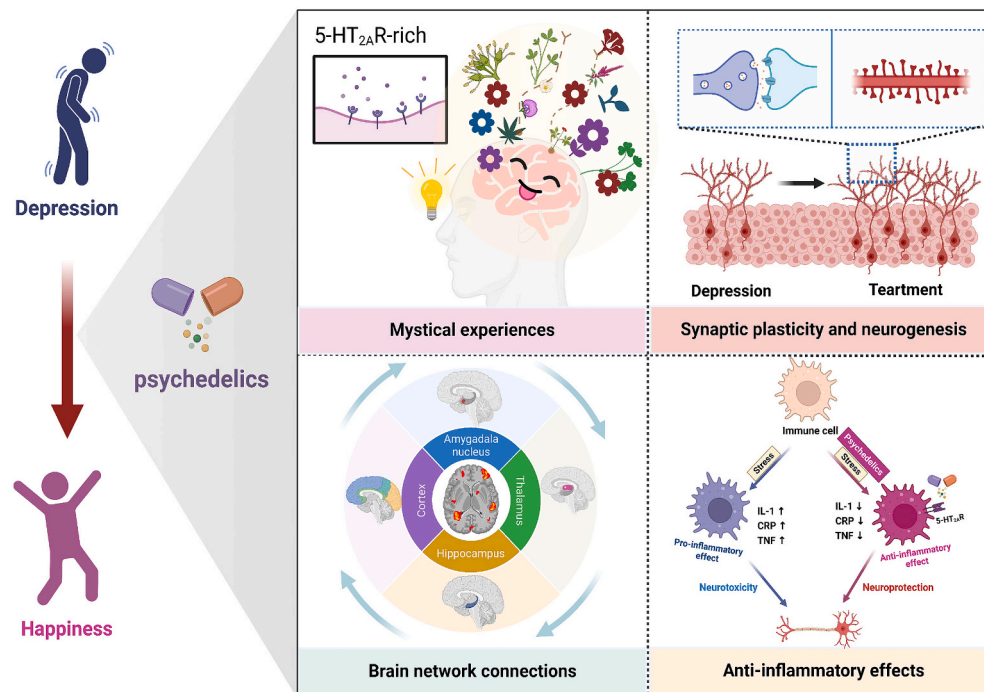 Depression
psychedelics
Happiness
5-HT2AR-rich
Mystical experiences
Depression
Teartment
Synaptic plasticity and neurogenesis
Amygadala
nucleus
Cortex
Thalamus
Hippocampus
Brain network connections
Immune cell
Stress
Psychedelics
Stress
IL-1 ↑
CRP ↑
TNF ↑
IL-1 ↓
CRP ↓
TNF ↓
5-HT2AR
Pro-inflammatory
effect
Anti-inflammatory
effect
Neurotoxicity
Neuroprotection
Anti-inflammatory effects